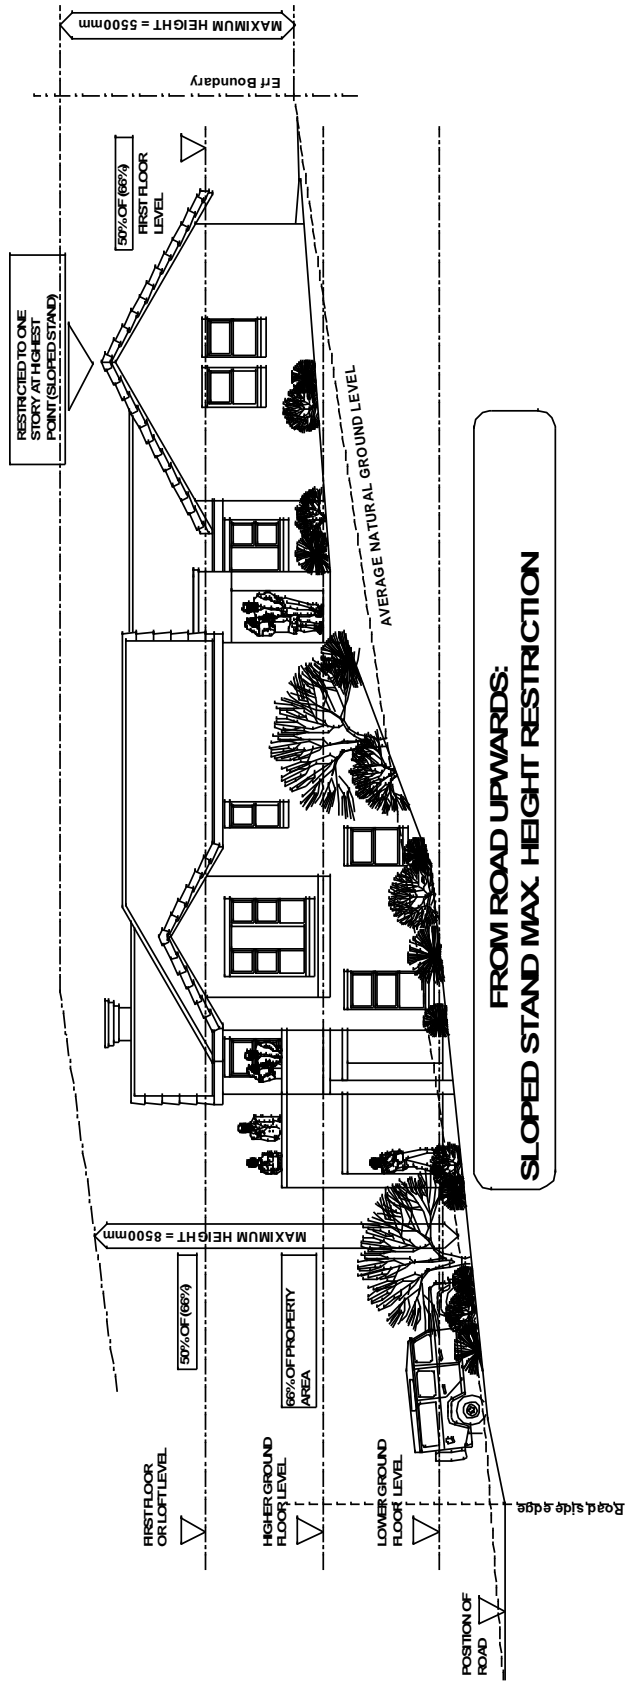 POSITION OF
ROAD
Road side edge
FIRST FLOOR
OR LOFT LEVEL
HIGHER GROUND
FLOOR LEVEL
LOWER GROUND
FLOOR LEVEL
50% OF (66%)
66% OF PROPERTY
AREA
MAXIMUM HEIGHT = 8500mm
FROM ROAD UPWARDS:
SLOPED STAND MAX. HEIGHT RESTRICTION
AVERAGE NATURAL GROUND LEVEL
RESTRICTED TO ONE
STORY AT HIGHEST
POINT (SLOPED STAND)
50% OF (66%)
FIRST FLOOR
LEVEL
Erf Boundary
MAXIMUM HEIGHT = 5500mm